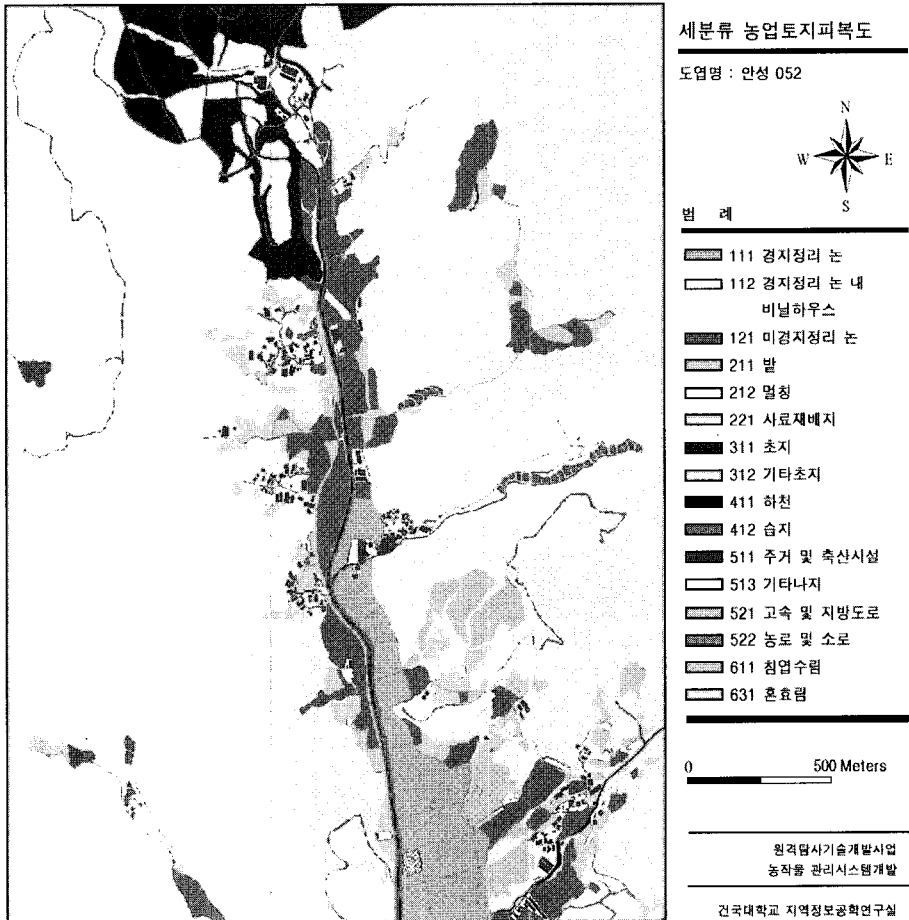 세분류 농업토지피복도
도엽명 : 안성 052
N
W E
S
범 례
111 경지정리 논
112 경지정리 논 내
비닐하우스
121 미경지정리 논
211 밭
212 멀칭
221 사료재배지
311 초지
312 기타초지
411 하천
412 습지
511 주거 및 축산시설
513 기타나지
521 고속 및 지방도로
522 농로 및 소로
611 침엽수림
631 혼효림
0 500 Meters
원격탐사기술개발사업
농작물 관리시스템개발
건국대학교 지역정보공학연구실